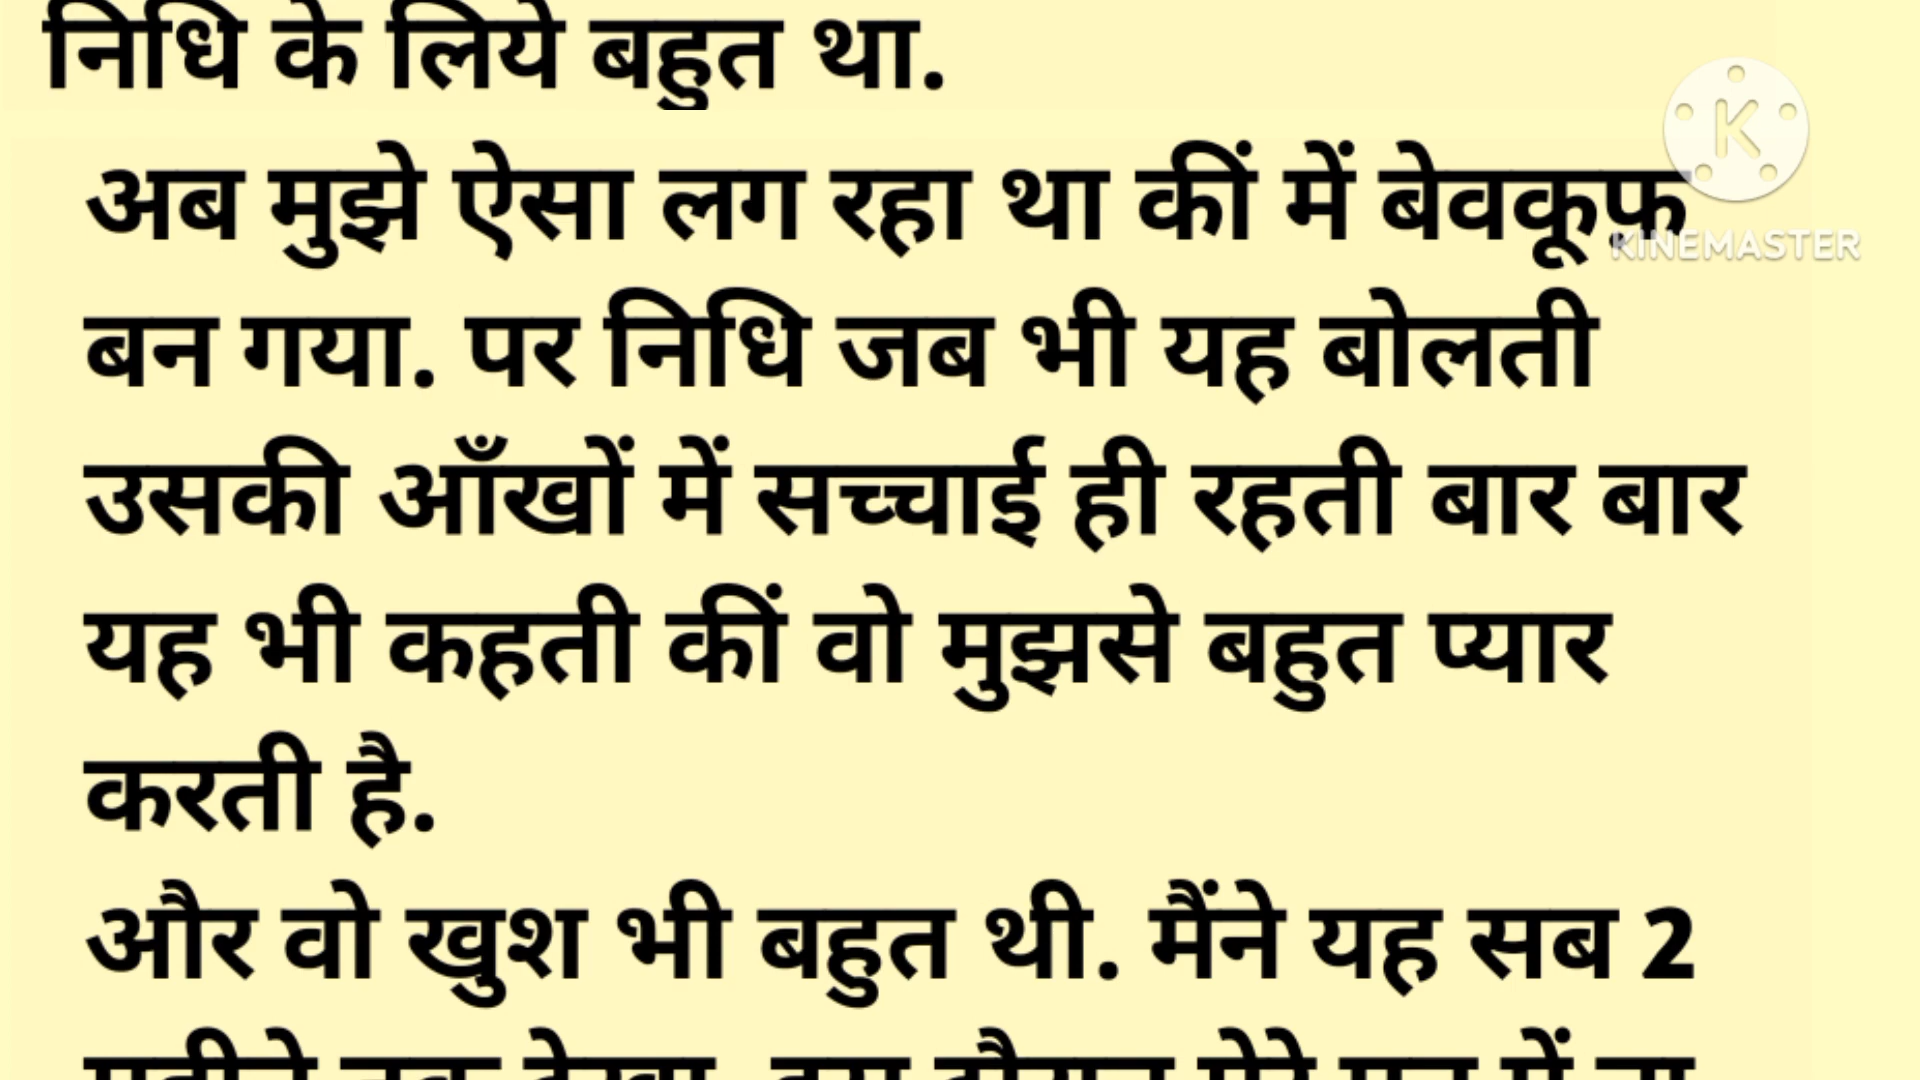 निधि के लिये बहुत था.
अब मुझे ऐसा लग रहा था कीं में बेवकूफ
बन गया. पर निधि जब भी यह बोलती
उसकी आँखों में सच्चाई ही रहती बार बार
यह भी कहती कीं वो मुझसे बहुत प्यार
करती है.
और वो खुश भी बहुत थी. मैंने यह सब 2
K
KINEMASTER